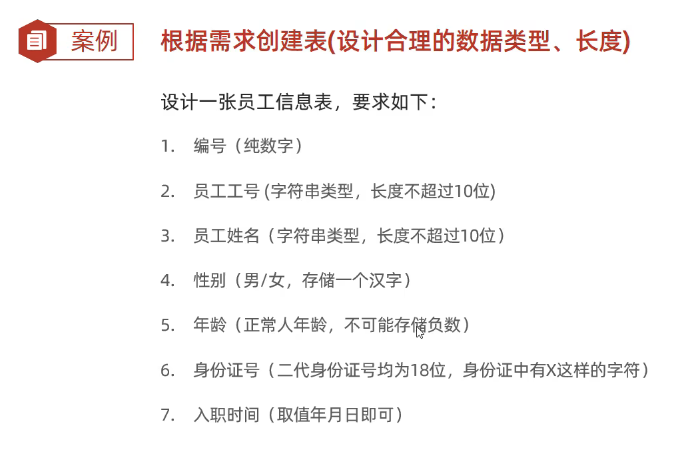 案例
根据需求创建表(设计合理的数据类型、长度)
设计一张员工信息表，要求如下：
1. 编号（纯数字）
2. 员工工号 (字符串类型，长度不超过10位)
3. 员工姓名（字符串类型，长度不超过10位）
4. 性别（男/女，存储一个汉字）
5. 年龄（正常人年龄，不可能存储负数）
6. 身份证号（二代身份证号均为18位，身份证中有X这样的字符）
7. 入职时间（取值年月日即可）